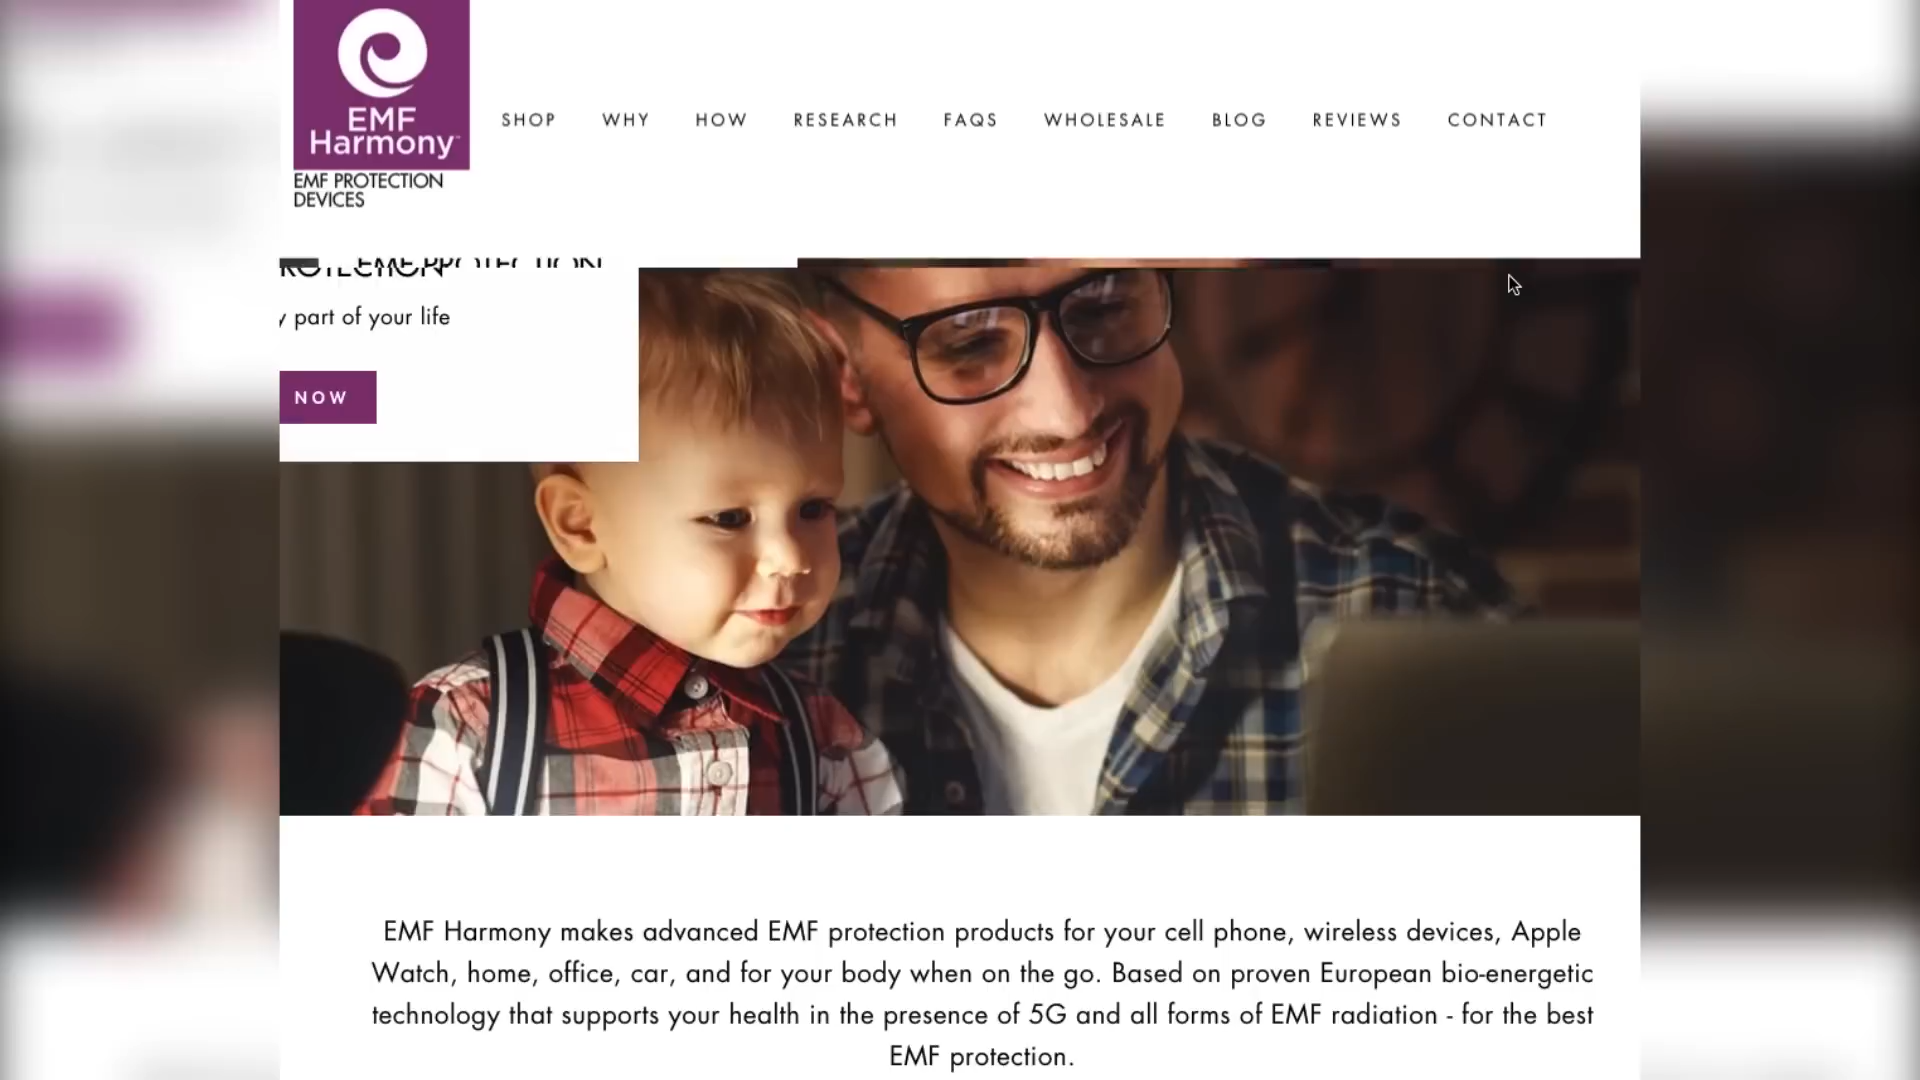 EMF
Harmony
EMF PROTECTION
DEVICES
SHOP WHY HOW RESEARCH FAQS WHOLESALE BLOG REVIEWS CONTACT
part of your life
NOW
EMF Harmony makes advanced EMF protection products for your cell phone, wireless devices, Apple
Watch, home, office, car, and for your body when on the go. Based on proven European bio-energetic
technology that supports your health in the presence of 5G and all forms of EMF radiation - for the best
EMF protection.